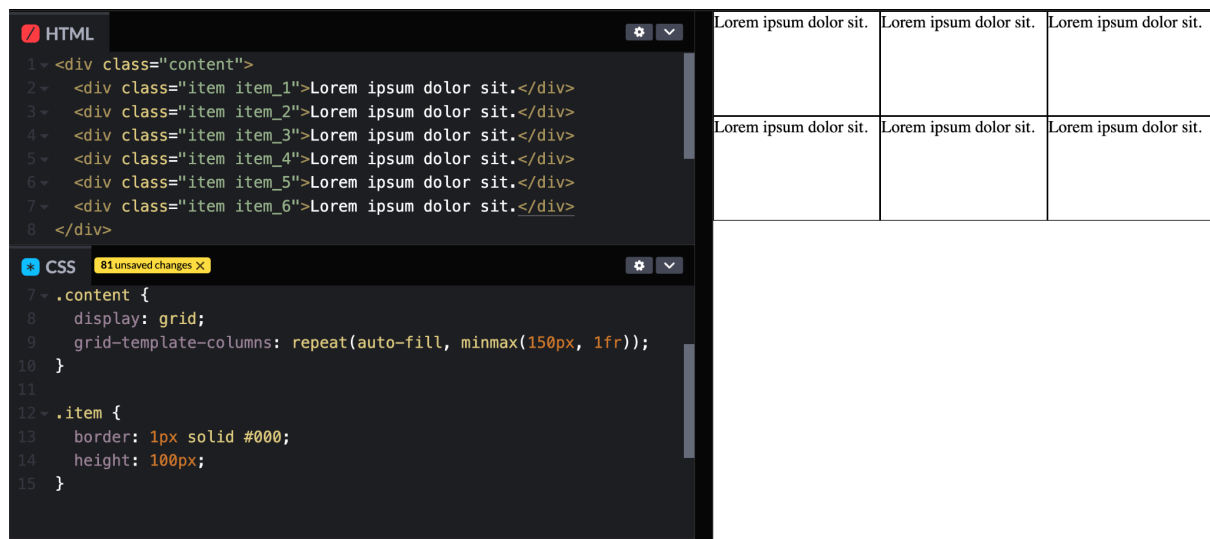 HTML
1 <div class="content">
2 <div class="item item_1">Lorem ipsum dolor sit.</div>
3 <div class="item item_2">Lorem ipsum dolor sit.</div>
4 <div class="item item_3">Lorem ipsum dolor sit.</div>
5 <div class="item item_4">Lorem ipsum dolor sit.</div>
6 <div class="item item_5">Lorem ipsum dolor sit.</div>
7 <div class="item item_6">Lorem ipsum dolor sit.</div>
8 </div>
CSS 81 unsaved changes X
7 .content {
8 display: grid;
9 grid-template-columns: repeat(auto-fill, minmax(150px, 1fr));
10 }
11
12 .item {
13 border: 1px solid #000;
14 height: 100px;
15 }
Lorem ipsum dolor sit. Lorem ipsum dolor sit. Lorem ipsum dolor sit.
Lorem ipsum dolor sit. Lorem ipsum dolor sit. Lorem ipsum dolor sit.